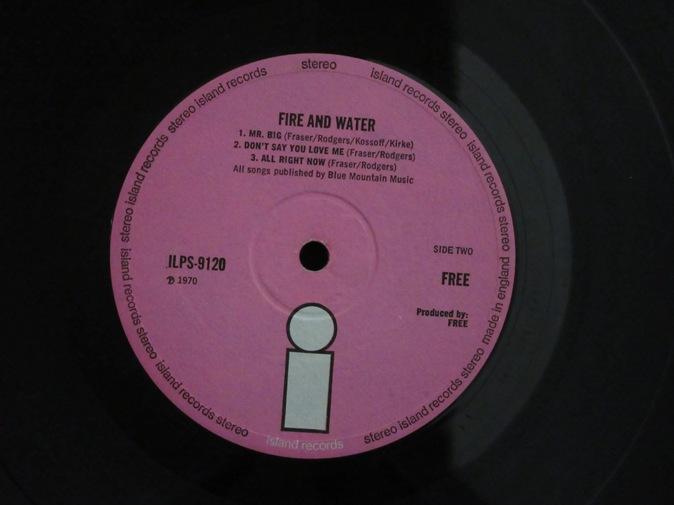 stereo
island records stereo island records stereo made in england
stereo island records stereo island records
island records stereo island records stereo
island records
stereo island records
FIRE AND WATER
1. MR. BIG (Fraser/Rodgers/Kossoff/Kirke)
2. DON'T SAY YOU LOVE ME (Fraser/Rodgers)
3. ALL RIGHT NOW (Fraser/Rodgers)
All songs published by Blue Mountain Music
ILPS-9120
℗ 1970
SIDE TWO
FREE
Produced by:
FREE